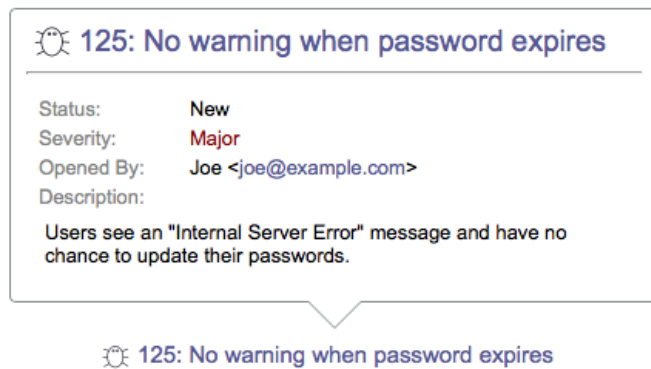 125: No warning when password expires
Status: New
Severity: Major
Opened By: Joe <joe@example.com>
Description:
Users see an "Internal Server Error" message and have no
chance to update their passwords.
125: No warning when password expires